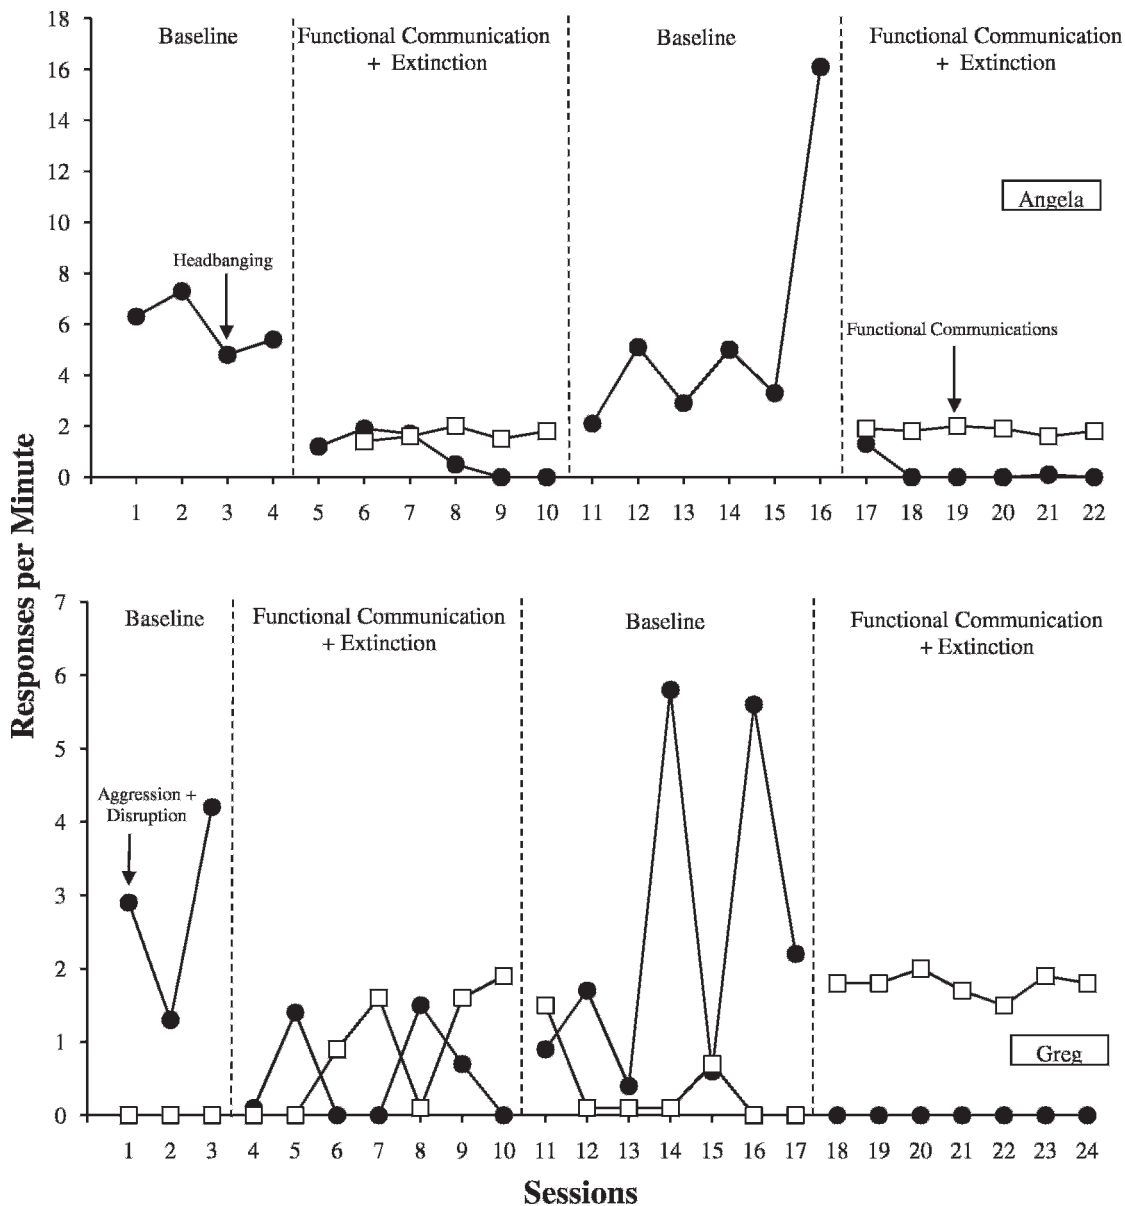 18
16
14
12
10
8
6
4
2
0
Baseline
Functional Communication
+ Extinction
Baseline
Functional Communication
+ Extinction
Angela
Headbanging
Functional Communications
1 2 3 4 5 6 7 8 9 10 11 12 13 14 15 16 17 18 19 20 21 22
Responses per Minute
7
6
5
4
3
2
1
0
Baseline
Functional Communication
+ Extinction
Baseline
Functional Communication
+ Extinction
Aggression +
Disruption
Greg
1 2 3 4 5 6 7 8 9 10 11 12 13 14 15 16 17 18 19 20 21 22 23 24
Sessions